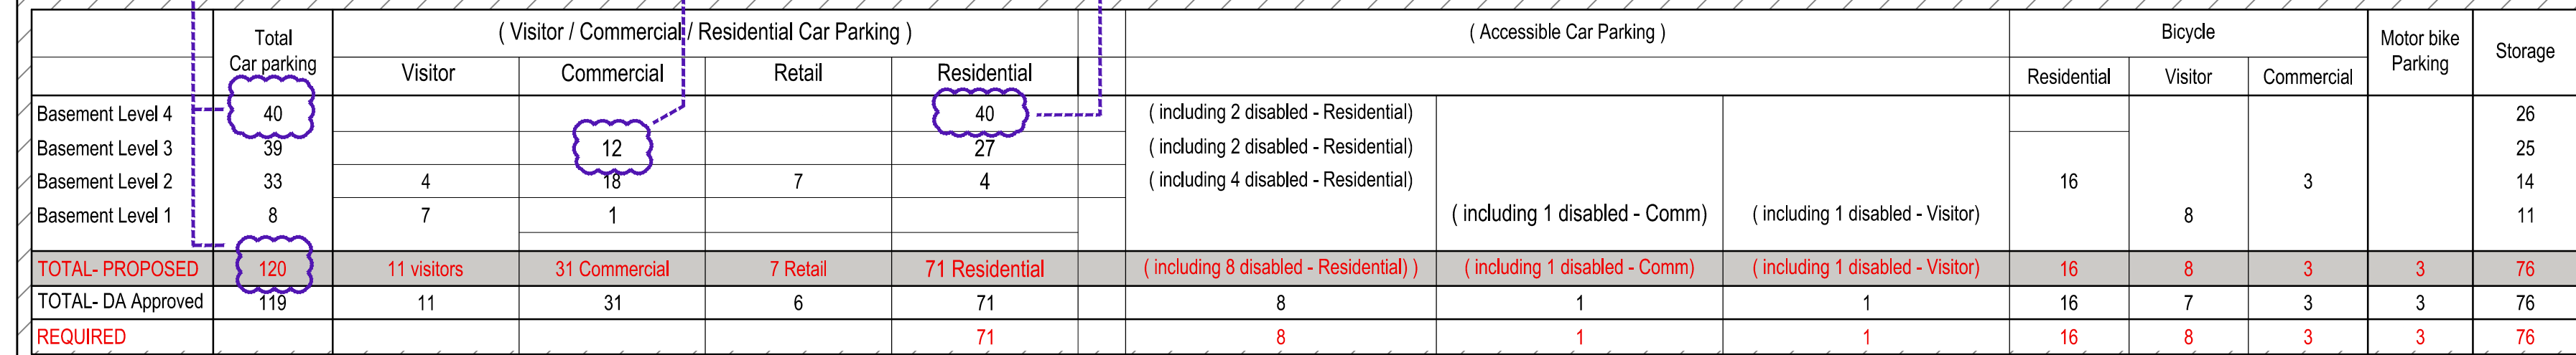 Total Car parking ( Visitor / Commercial / Residential Car Parking ) ( Accessible Car Parking ) Bicycle Motor bike Parking Storage
Visitor Commercial Retail Residential Residential Visitor Commercial
Basement Level 4 40 40 ( including 2 disabled - Residential) 26
Basement Level 3 39 12 27 ( including 2 disabled - Residential) 25
Basement Level 2 33 4 18 7 4 ( including 4 disabled - Residential) 16 3 14
Basement Level 1 8 7 1 ( including 1 disabled - Comm) ( including 1 disabled - Visitor) 8 11
TOTAL- PROPOSED 120 11 visitors 31 Commercial 7 Retail 71 Residential ( including 8 disabled - Residential) ) ( including 1 disabled - Comm) ( including 1 disabled - Visitor) 16 8 3 3 76
TOTAL- DA Approved 119 11 31 6 71 8 1 1 16 7 3 3 76
REQUIRED 71 8 1 1 16 8 3 3 76